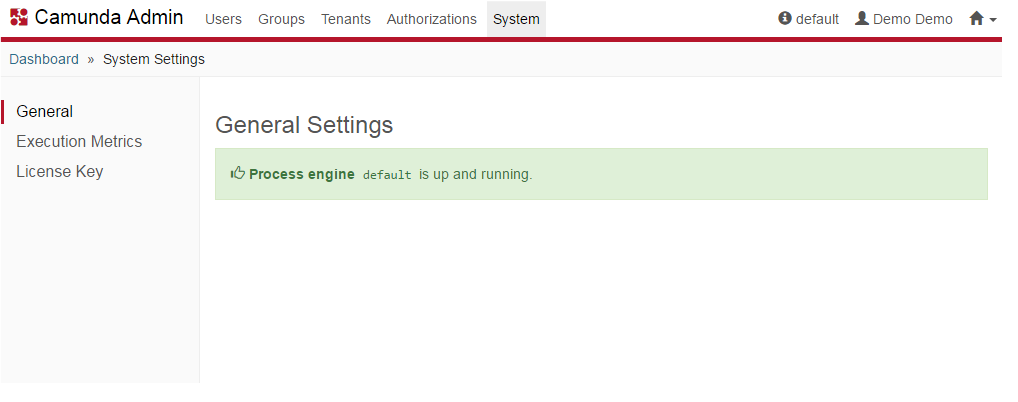 Camunda Admin Users Groups Tenants Authorizations System default Demo Demo
Dashboard » System Settings
General
Execution Metrics
License Key
General Settings
Process engine default is up and running.